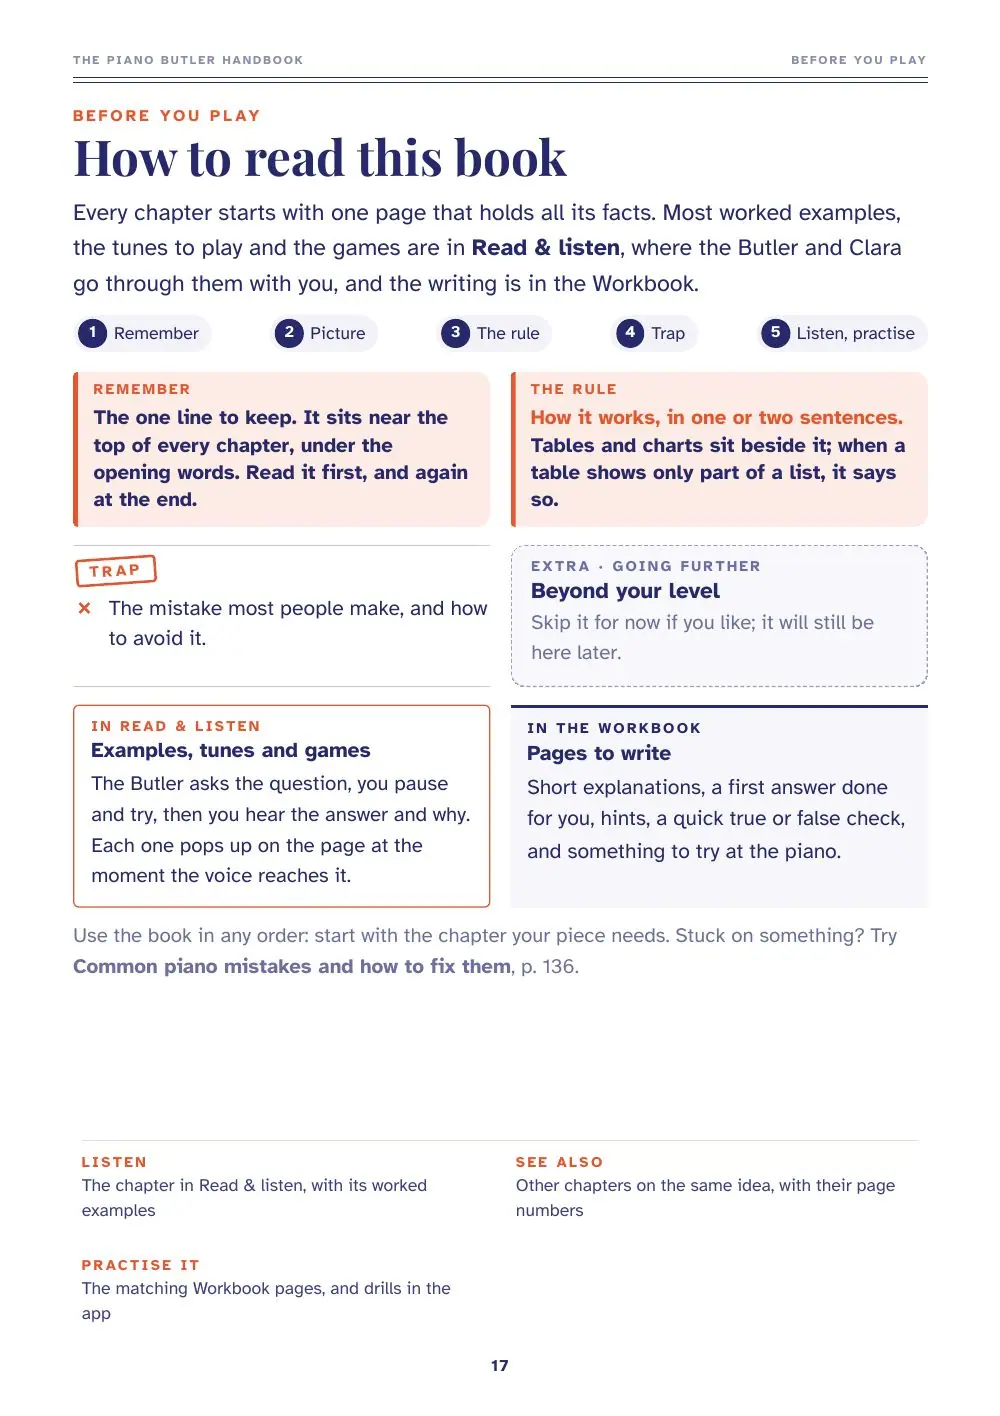 THE PIANO BUTLER HANDBOOK
BEFORE YOU PLAY
BEFORE YOU PLAY
How to read this book
Every chapter starts with one page that holds all its facts. Most worked examples,
the tunes to play and the games are in Read & listen, where the Butler and Clara
go through them with you, and the writing is in the Workbook.
1 Remember
2 Picture
3 The rule
4 Trap
5 Listen, practise
REMEMBER
The one line to keep. It sits near the
top of every chapter, under the
opening words. Read it first, and again
at the end.
THE RULE
How it works, in one or two sentences.
Tables and charts sit beside it; when a
table shows only part of a list, it says
so.
TRAP
× The mistake most people make, and how
to avoid it.
EXTRA · GOING FURTHER
Beyond your level
Skip it for now if you like; it will still be
here later.
IN READ & LISTEN
Examples, tunes and games
The Butler asks the question, you pause
and try, then you hear the answer and why.
Each one pops up on the page at the
moment the voice reaches it.
IN THE WORKBOOK
Pages to write
Short explanations, a first answer done
for you, hints, a quick true or false check,
and something to try at the piano.
Use the book in any order: start with the chapter your piece needs. Stuck on something? Try
Common piano mistakes and how to fix them, p. 136.
LISTEN
The chapter in Read & listen, with its worked
examples
SEE ALSO
Other chapters on the same idea, with their page
numbers
PRACTISE IT
The matching Workbook pages, and drills in the
app
17